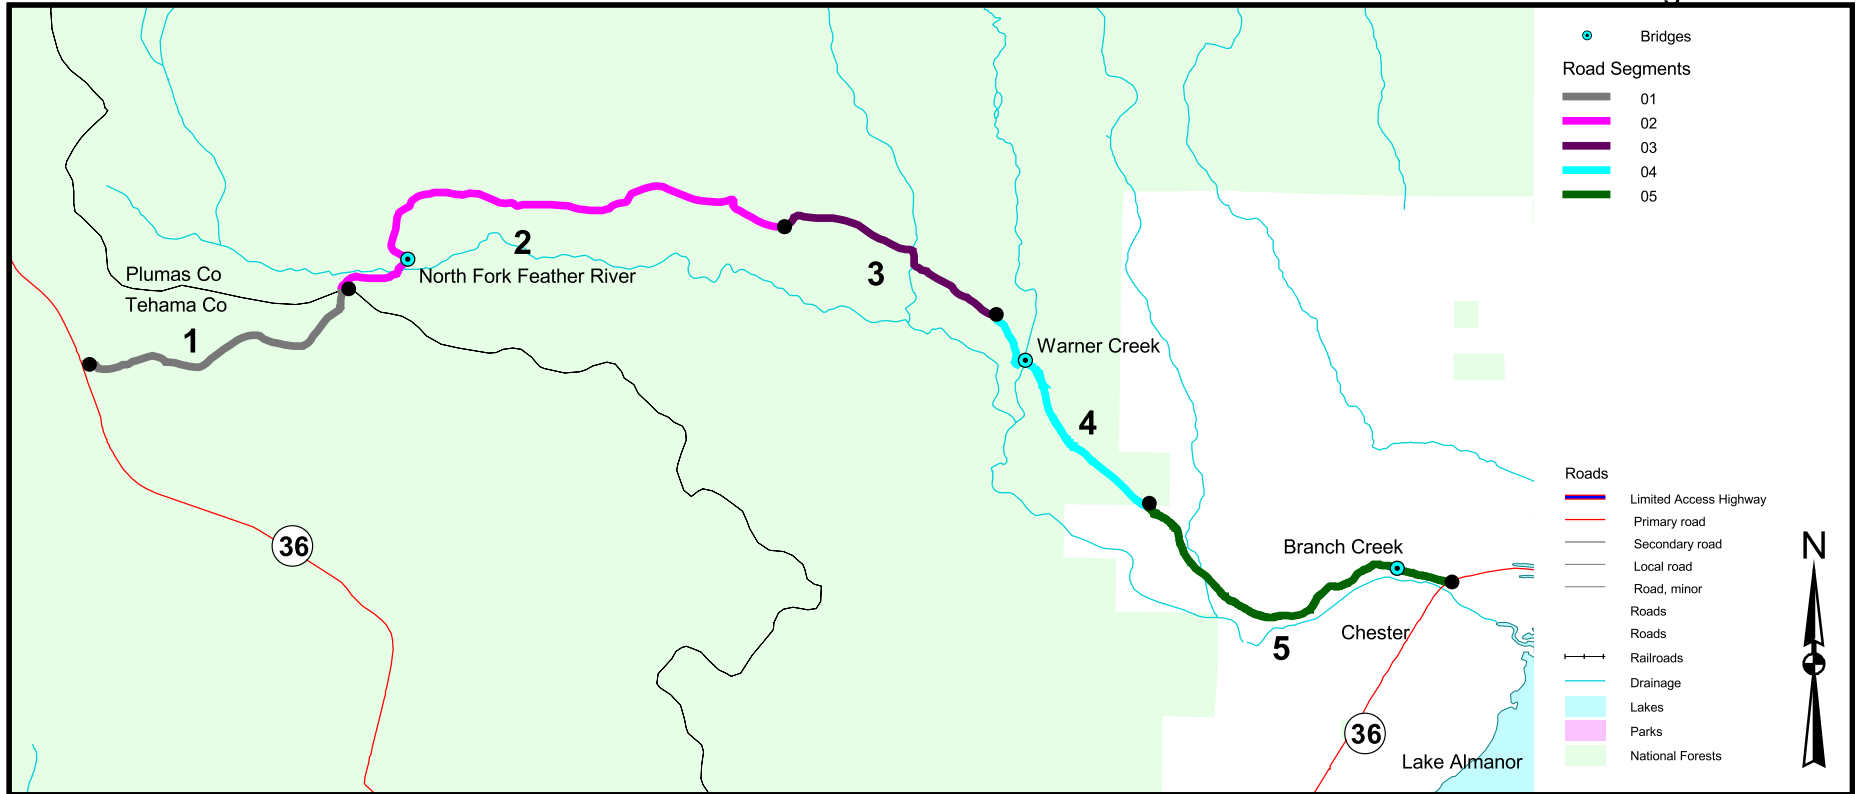 Bridges
Road Segments
01
02
03
04
05
2
Plumas Co
North Fork Feather River
3
Tehama Co
1
Warner Creek
4
36
Branch Creek
Chester
5
36
Lake Almanor
Roads
Limited Access Highway
Primary road
Secondary road
Local road
Road, minor
Roads
Roads
Railroads
Drainage
Lakes
Parks
National Forests
N